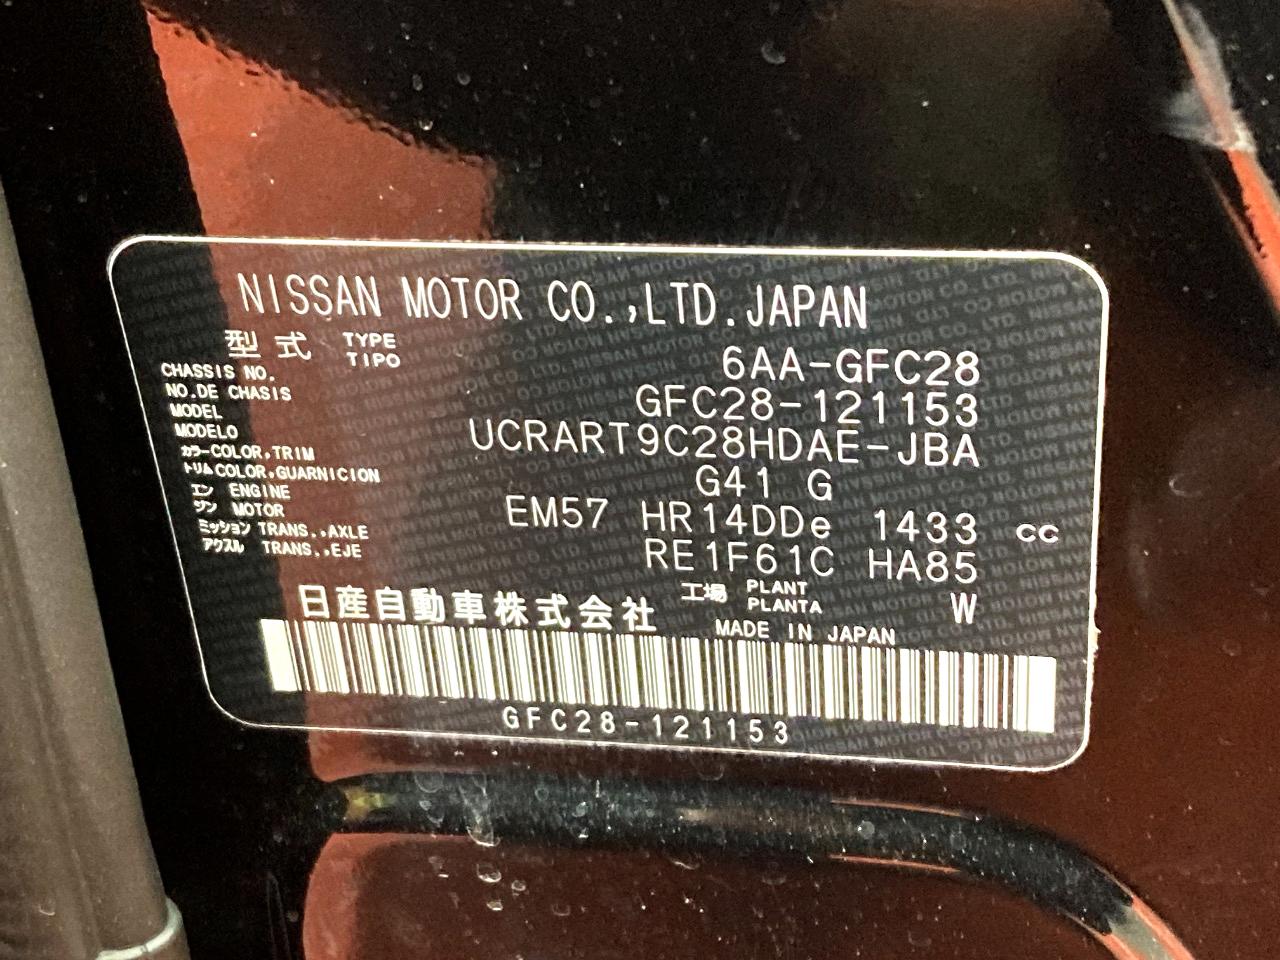 NISSAN MOTOR CO.,LTD.JAPAN
型式 TYPE TIPO 6AA-GFC28
CHASSIS NO.
NO.DE CHASIS GFC28-121153
MODEL
MODELO UCRART9C28HDAE-JBA
カラー COLOR,TRIM
トリム COLOR,GUARNICION G41 G
エン ENGINE
ジン MOTOR EM57 HR14DDe 1433 cc
ミッション TRANS.,AXLE
アクスル TRANS.,EJE RE1F61C HA85
工場 PLANT
PLANTA W
日産自動車株式会社 MADE IN JAPAN
GFC28-121153